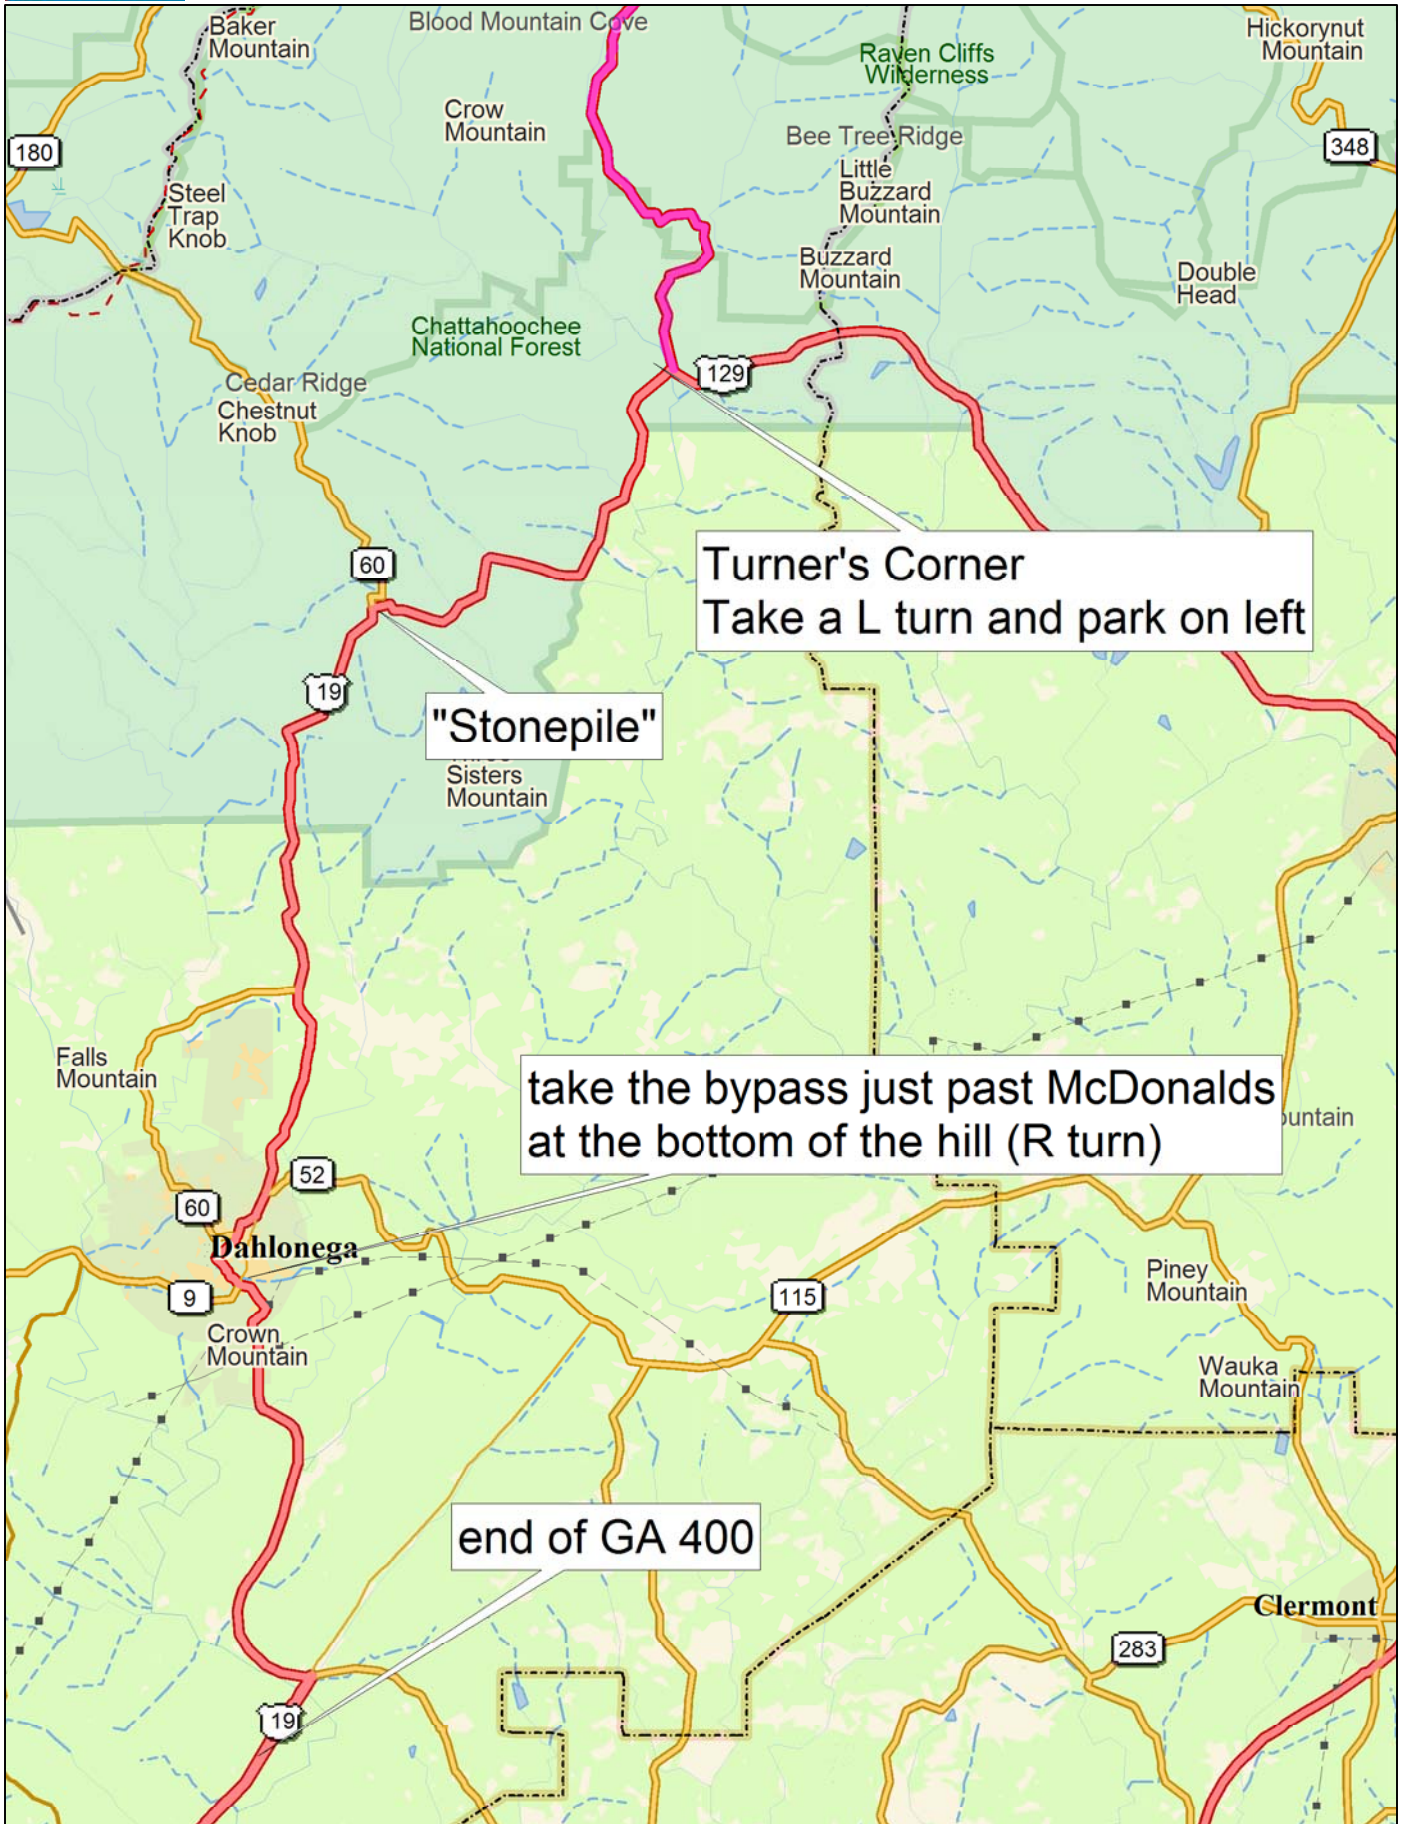 Baker
Mountain
Blood Mountain Cove
Hickorynut
Mountain
Raven Cliffs
Wilderness
Crow
Mountain
Bee Tree Ridge
180
348
Little
Buzzard
Mountain
Steel
Trap
Knob
Buzzard
Mountain
Double
Head
Chattahoochee
National Forest
129
Cedar Ridge
Chestnut
Knob
60
Turner's Corner
Take a L turn and park on left
19
"Stonepile"
Sisters
Mountain
Falls
Mountain
take the bypass just past McDonalds
at the bottom of the hill (R turn)
52
60
Dahlonega
9
115
Piney
Mountain
Crown
Mountain
Wauka
Mountain
end of GA 400
Clermont
283
19